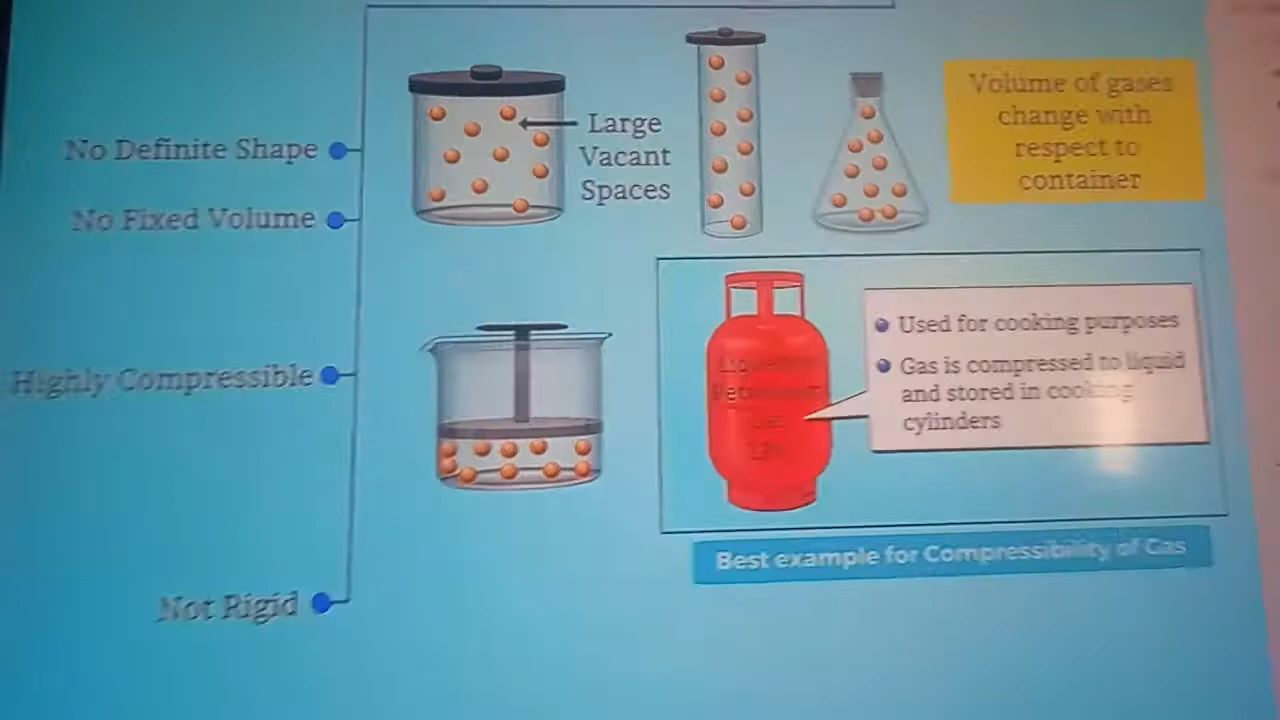 No Definite Shape
No Fixed Volume
Highly Compressible
Not Rigid
Large
Vacant
Spaces
Volume of gases
change with
respect to
container
Used for cooking purposes
Gas is compressed to liquid
and stored in cooking
cylinders
Best example for Compressibility of Gas